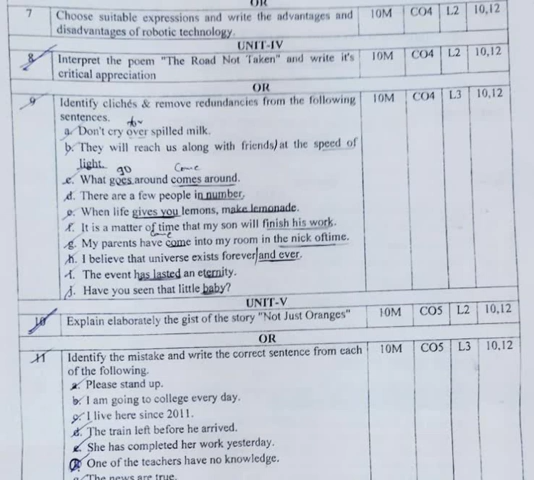 OR
7 Choose suitable expressions and write the advantages and 10M CO4 L2 10,12
disadvantages of robotic technology.
UNIT-IV
8 Interpret the poem "The Road Not Taken" and write it's 10M CO4 L2 10,12
critical appreciation
OR
9 Identify clichés & remove redundancies from the following 10M CO4 L3 10,12
sentences.
a. Don't cry over spilled milk.
b. They will reach us along with friends/at the speed of
light.
go Come
c. What goes around comes around.
d. There are a few people in number.
e. When life gives you lemons, make lemonade.
f. It is a matter of time that my son will finish his work.
came
g. My parents have come into my room in the nick oftime.
h. I believe that universe exists forever/and ever.
i. The event has lasted an eternity.
j. Have you seen that little baby?
UNIT-V
10 Explain elaborately the gist of the story "Not Just Oranges" 10M CO5 L2 10,12
OR
11 Identify the mistake and write the correct sentence from each 10M CO5 L3 10,12
of the following.
a. Please stand up.
b. I am going to college every day.
c. I live here since 2011.
d. The train left before he arrived.
e. She has completed her work yesterday.
One of the teachers have no knowledge.
The news are true.